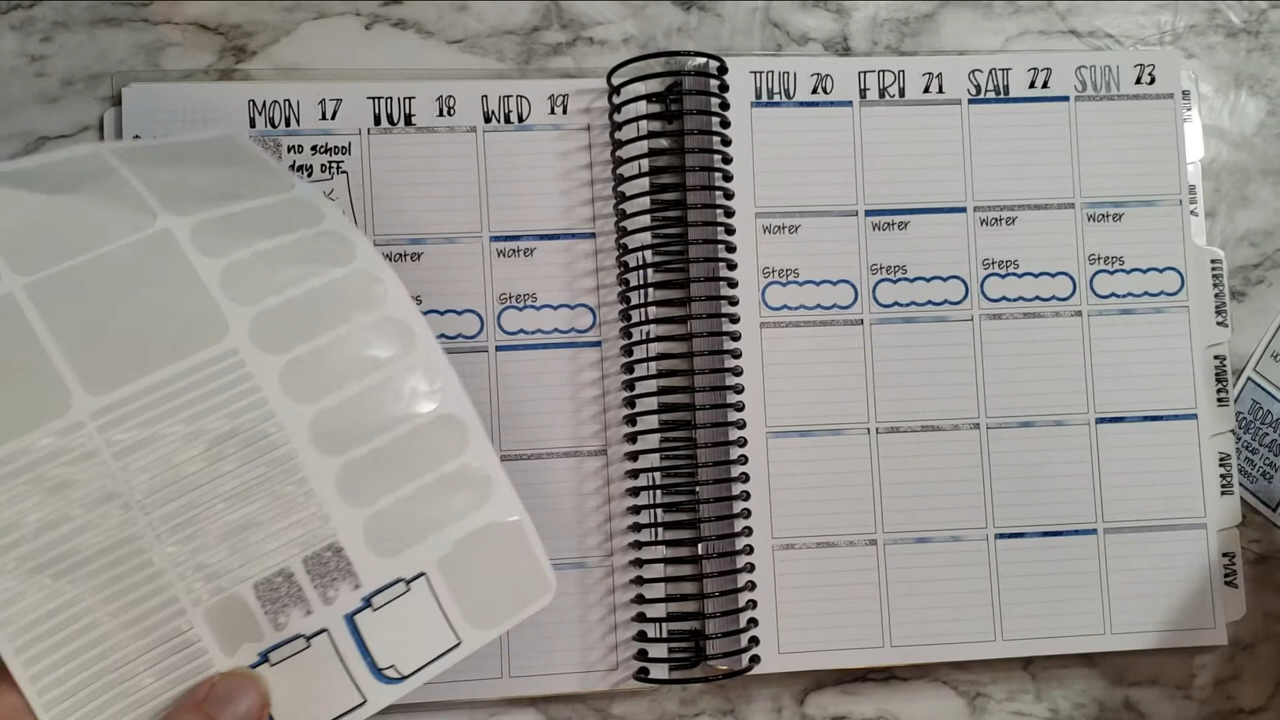 MON 17
TUE 18
WED 19
THU 20
FRI 21
SAT 22
SUN 23
no school
day off
Water
Water
Water
Water
Water
Water
Steps
Steps
Steps
Steps
Steps
FEBRUARY
MARCH
APRIL
MAY